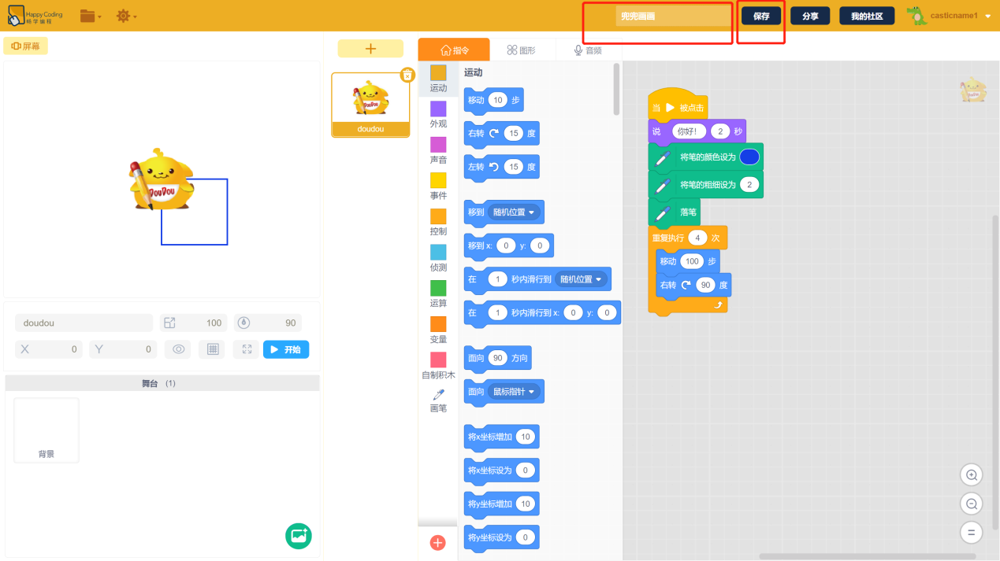 Happy Coding
畅学编程
兜兜画画
保存
分享
我的社区
casticname1
屏幕
指令
图形
音频
doudou
DouDou
运动
外观
声音
事件
控制
侦测
运算
变量
自制积木
画笔
运动
移动 10 步
右转 15 度
左转 15 度
移到 随机位置
移到 x: 0 y: 0
在 1 秒内滑行到 随机位置
在 1 秒内滑行到 x: 0 y: 0
面向 90 方向
面向 鼠标指针
将x坐标增加 10
将x坐标设为 0
将y坐标增加 10
将y坐标设为 0
当 被点击
说 你好! 2 秒
将笔的颜色设为
将笔的粗细设为 2
落笔
重复执行 4 次
移动 100 步
右转 90 度
DouDou
doudou
100
90
X 0
Y 0
开始
舞台 (1)
背景